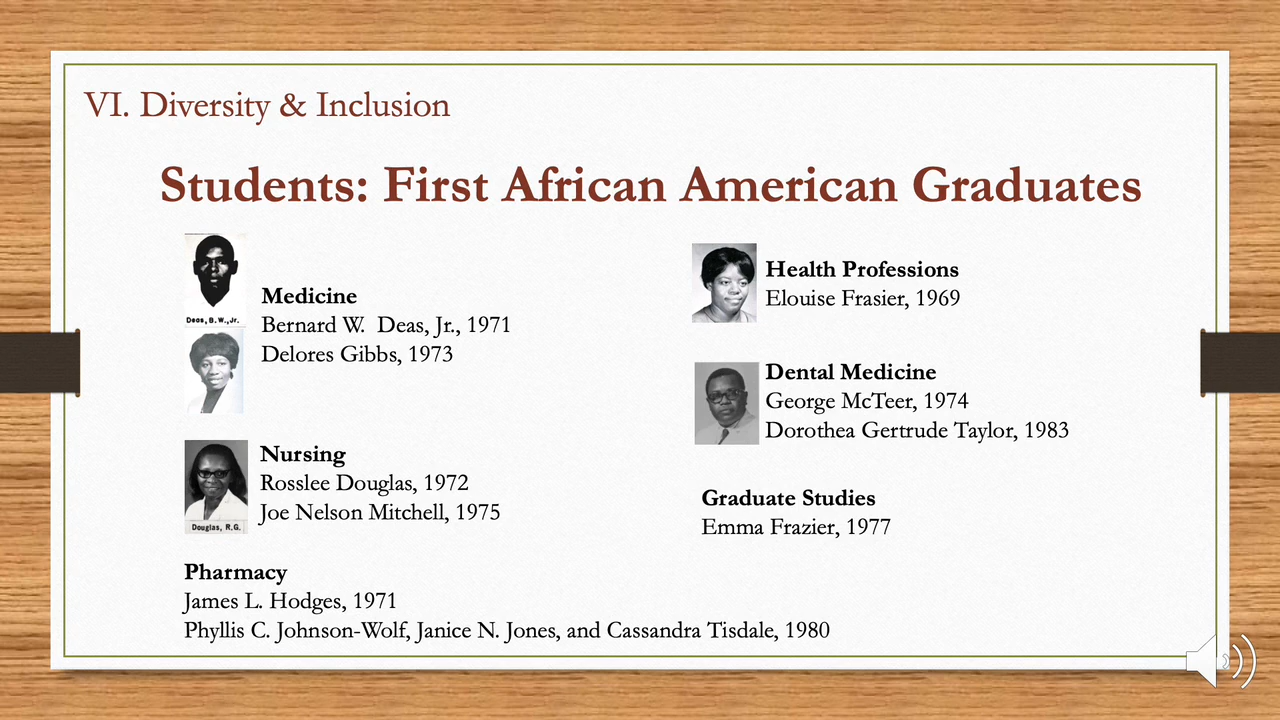 VI. Diversity & Inclusion
Students: First African American Graduates
Deas, B. W., Jr.
Medicine
Bernard W.  Deas, Jr., 1971
Delores Gibbs, 1973
Douglas, R.G.
Nursing
Rosslee Douglas, 1972
Joe Nelson Mitchell, 1975
Pharmacy
James L. Hodges, 1971
Phyllis C. Johnson-Wolf, Janice N. Jones, and Cassandra Tisdale, 1980
Health Professions
Elouise Frasier, 1969
Dental Medicine
George McTeer, 1974
Dorothea Gertrude Taylor, 1983
Graduate Studies
Emma Frazier, 1977